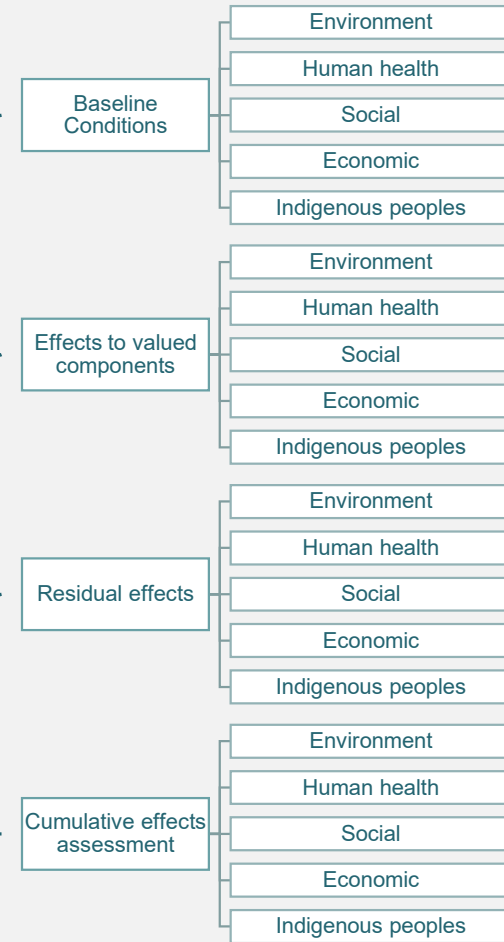 Baseline
Conditions
Environment
Human health
Social
Economic
Indigenous peoples
Effects to valued
components
Environment
Human health
Social
Economic
Indigenous peoples
Residual effects
Environment
Human health
Social
Economic
Indigenous peoples
Cumulative effects
assessment
Environment
Human health
Social
Economic
Indigenous peoples